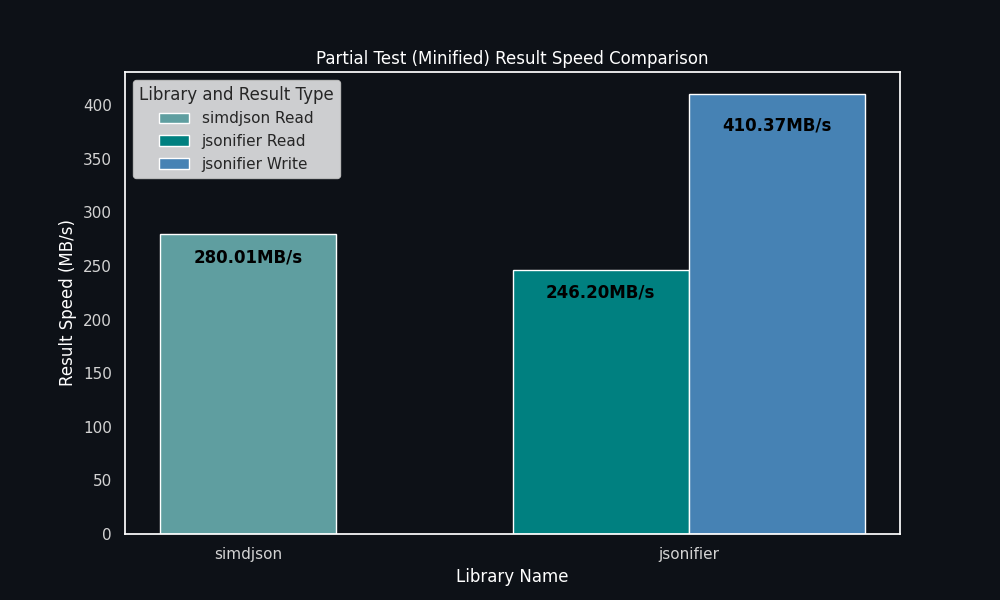 Partial Test (Minified) Result Speed Comparison
Library and Result Type
simdjson Read
jsonifier Read
jsonifier Write
Result Speed (MB/s)
400
350
300
250
200
150
100
50
0
280.01MB/s
246.20MB/s
410.37MB/s
simdjson
jsonifier
Library Name